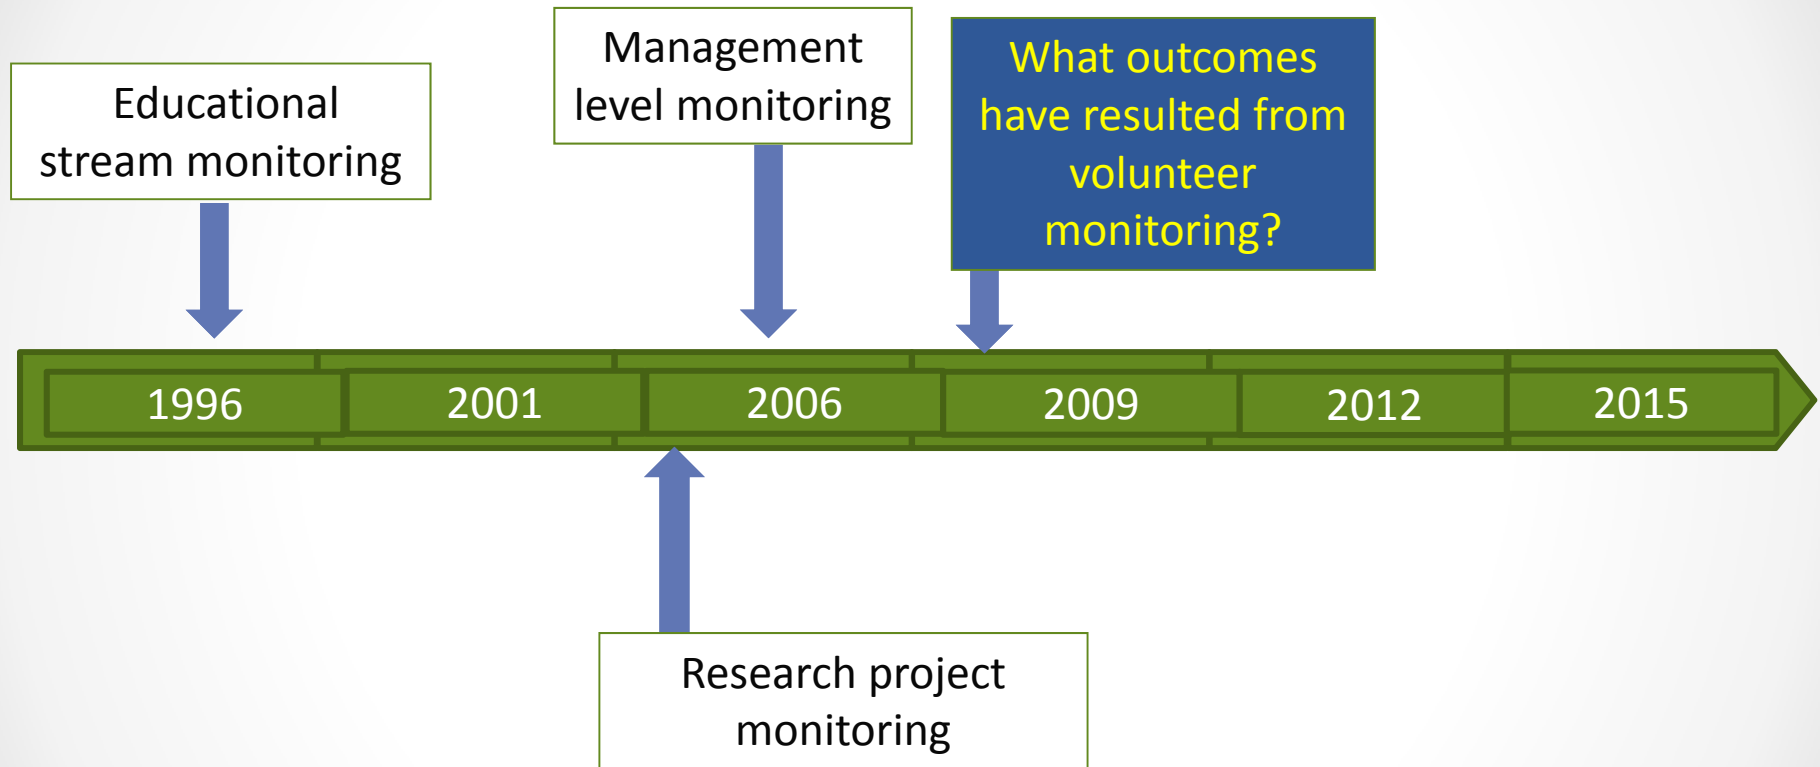 Educational
stream monitoring
Management
level monitoring
What outcomes
have resulted from
volunteer
monitoring?
1996
2001
2006
2009
2012
2015
Research project
monitoring